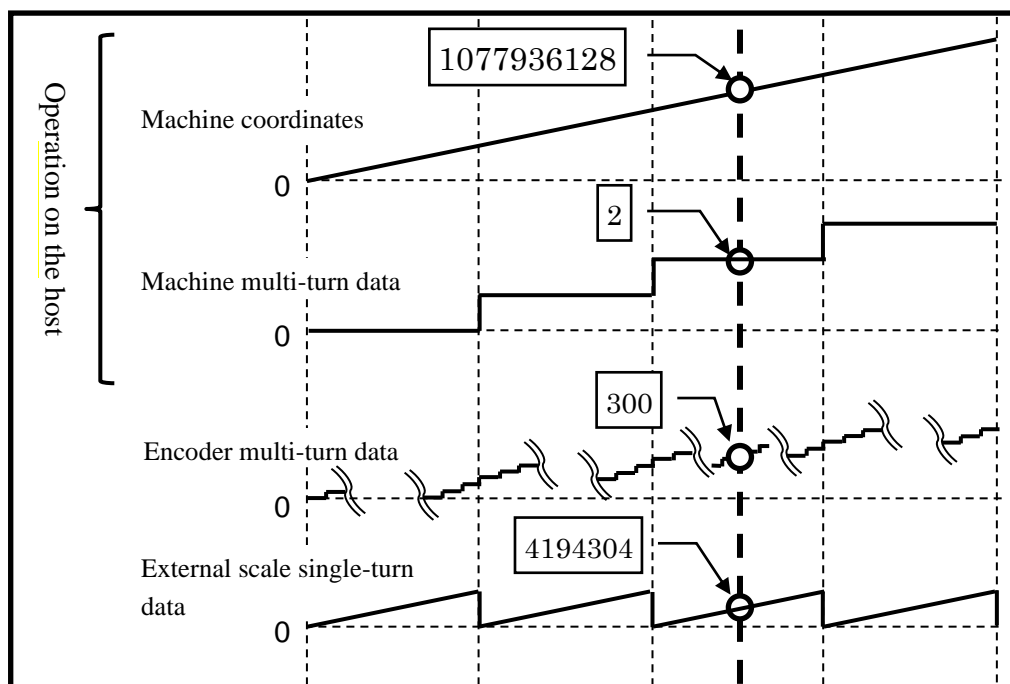 Operation on the host
1077936128
Machine coordinates
0
2
Machine multi-turn data
0
300
Encoder multi-turn data
0
4194304
External scale single-turn
data
0